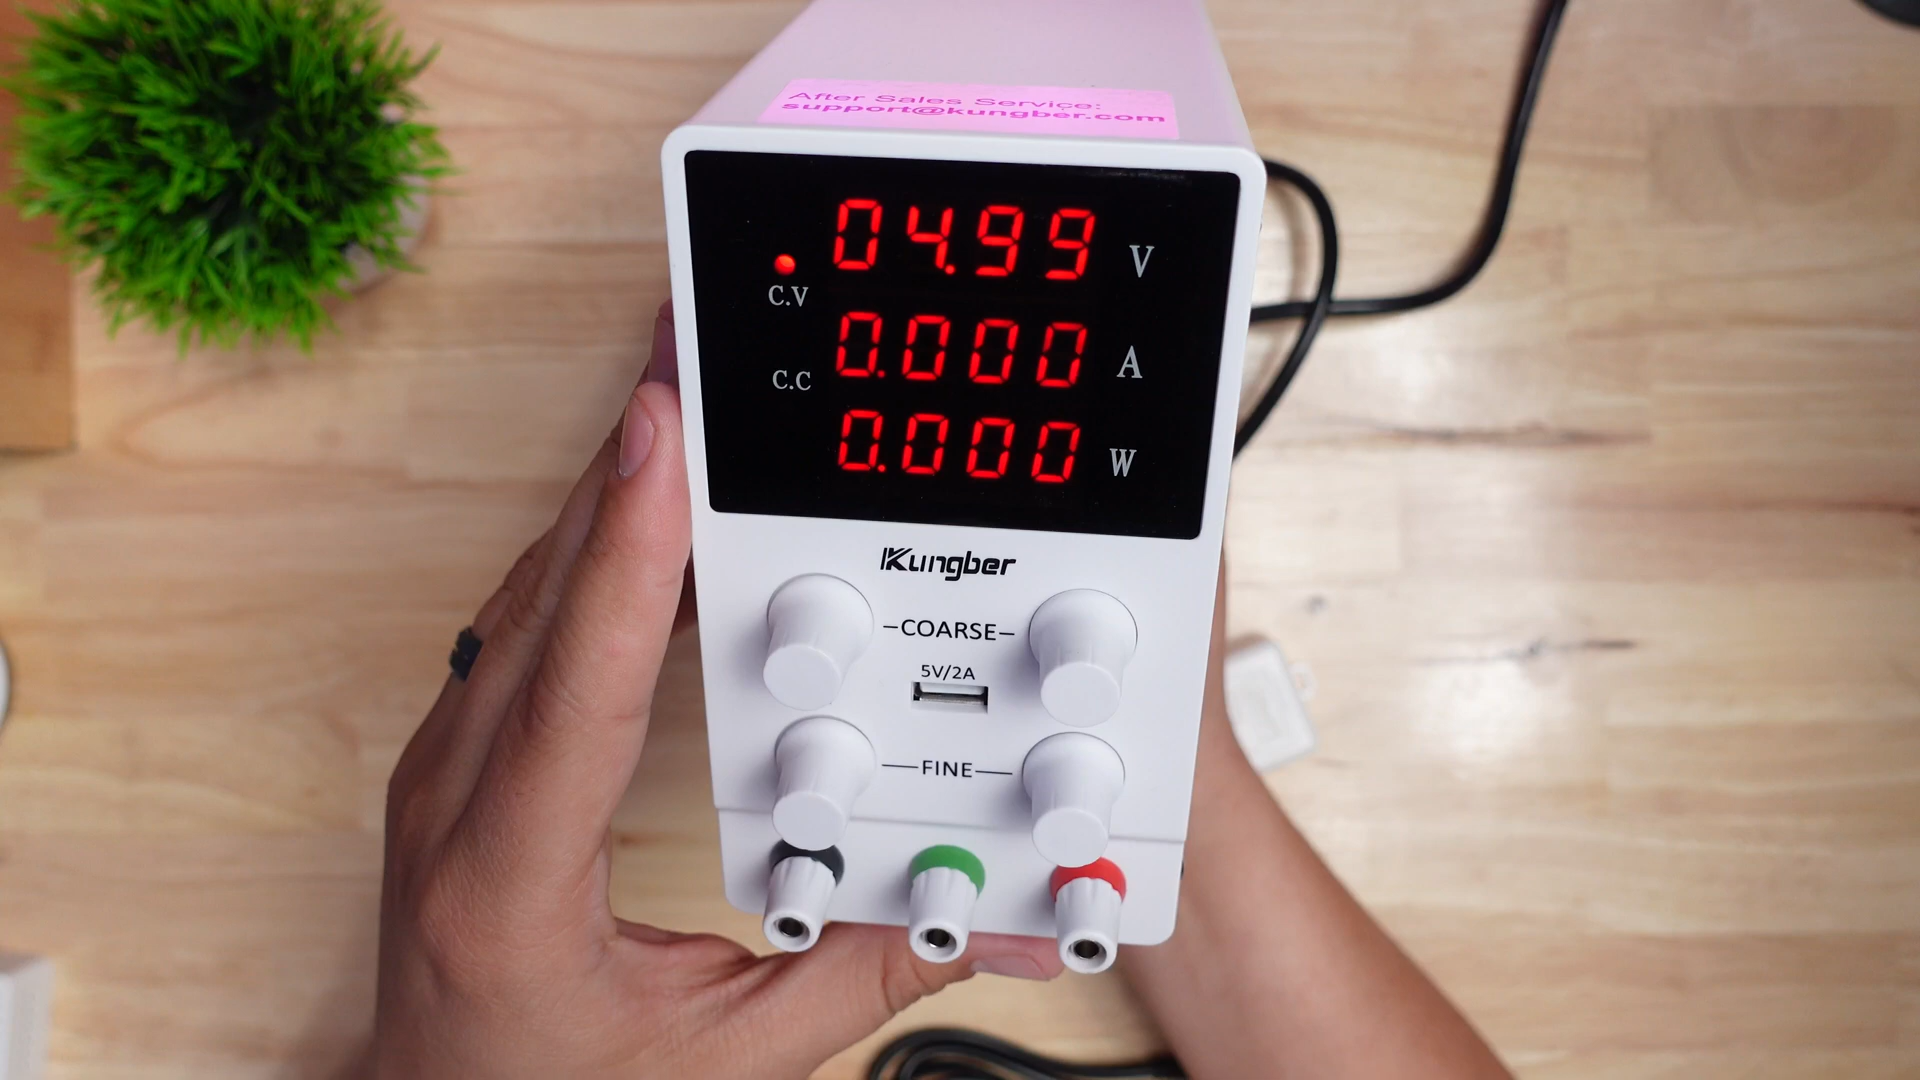 After Sales Service:
support@kungber.com
04.99 V
C.V
0.000 A
C.C
0.000 W
Kungber
COARSE
5V/2A
FINE